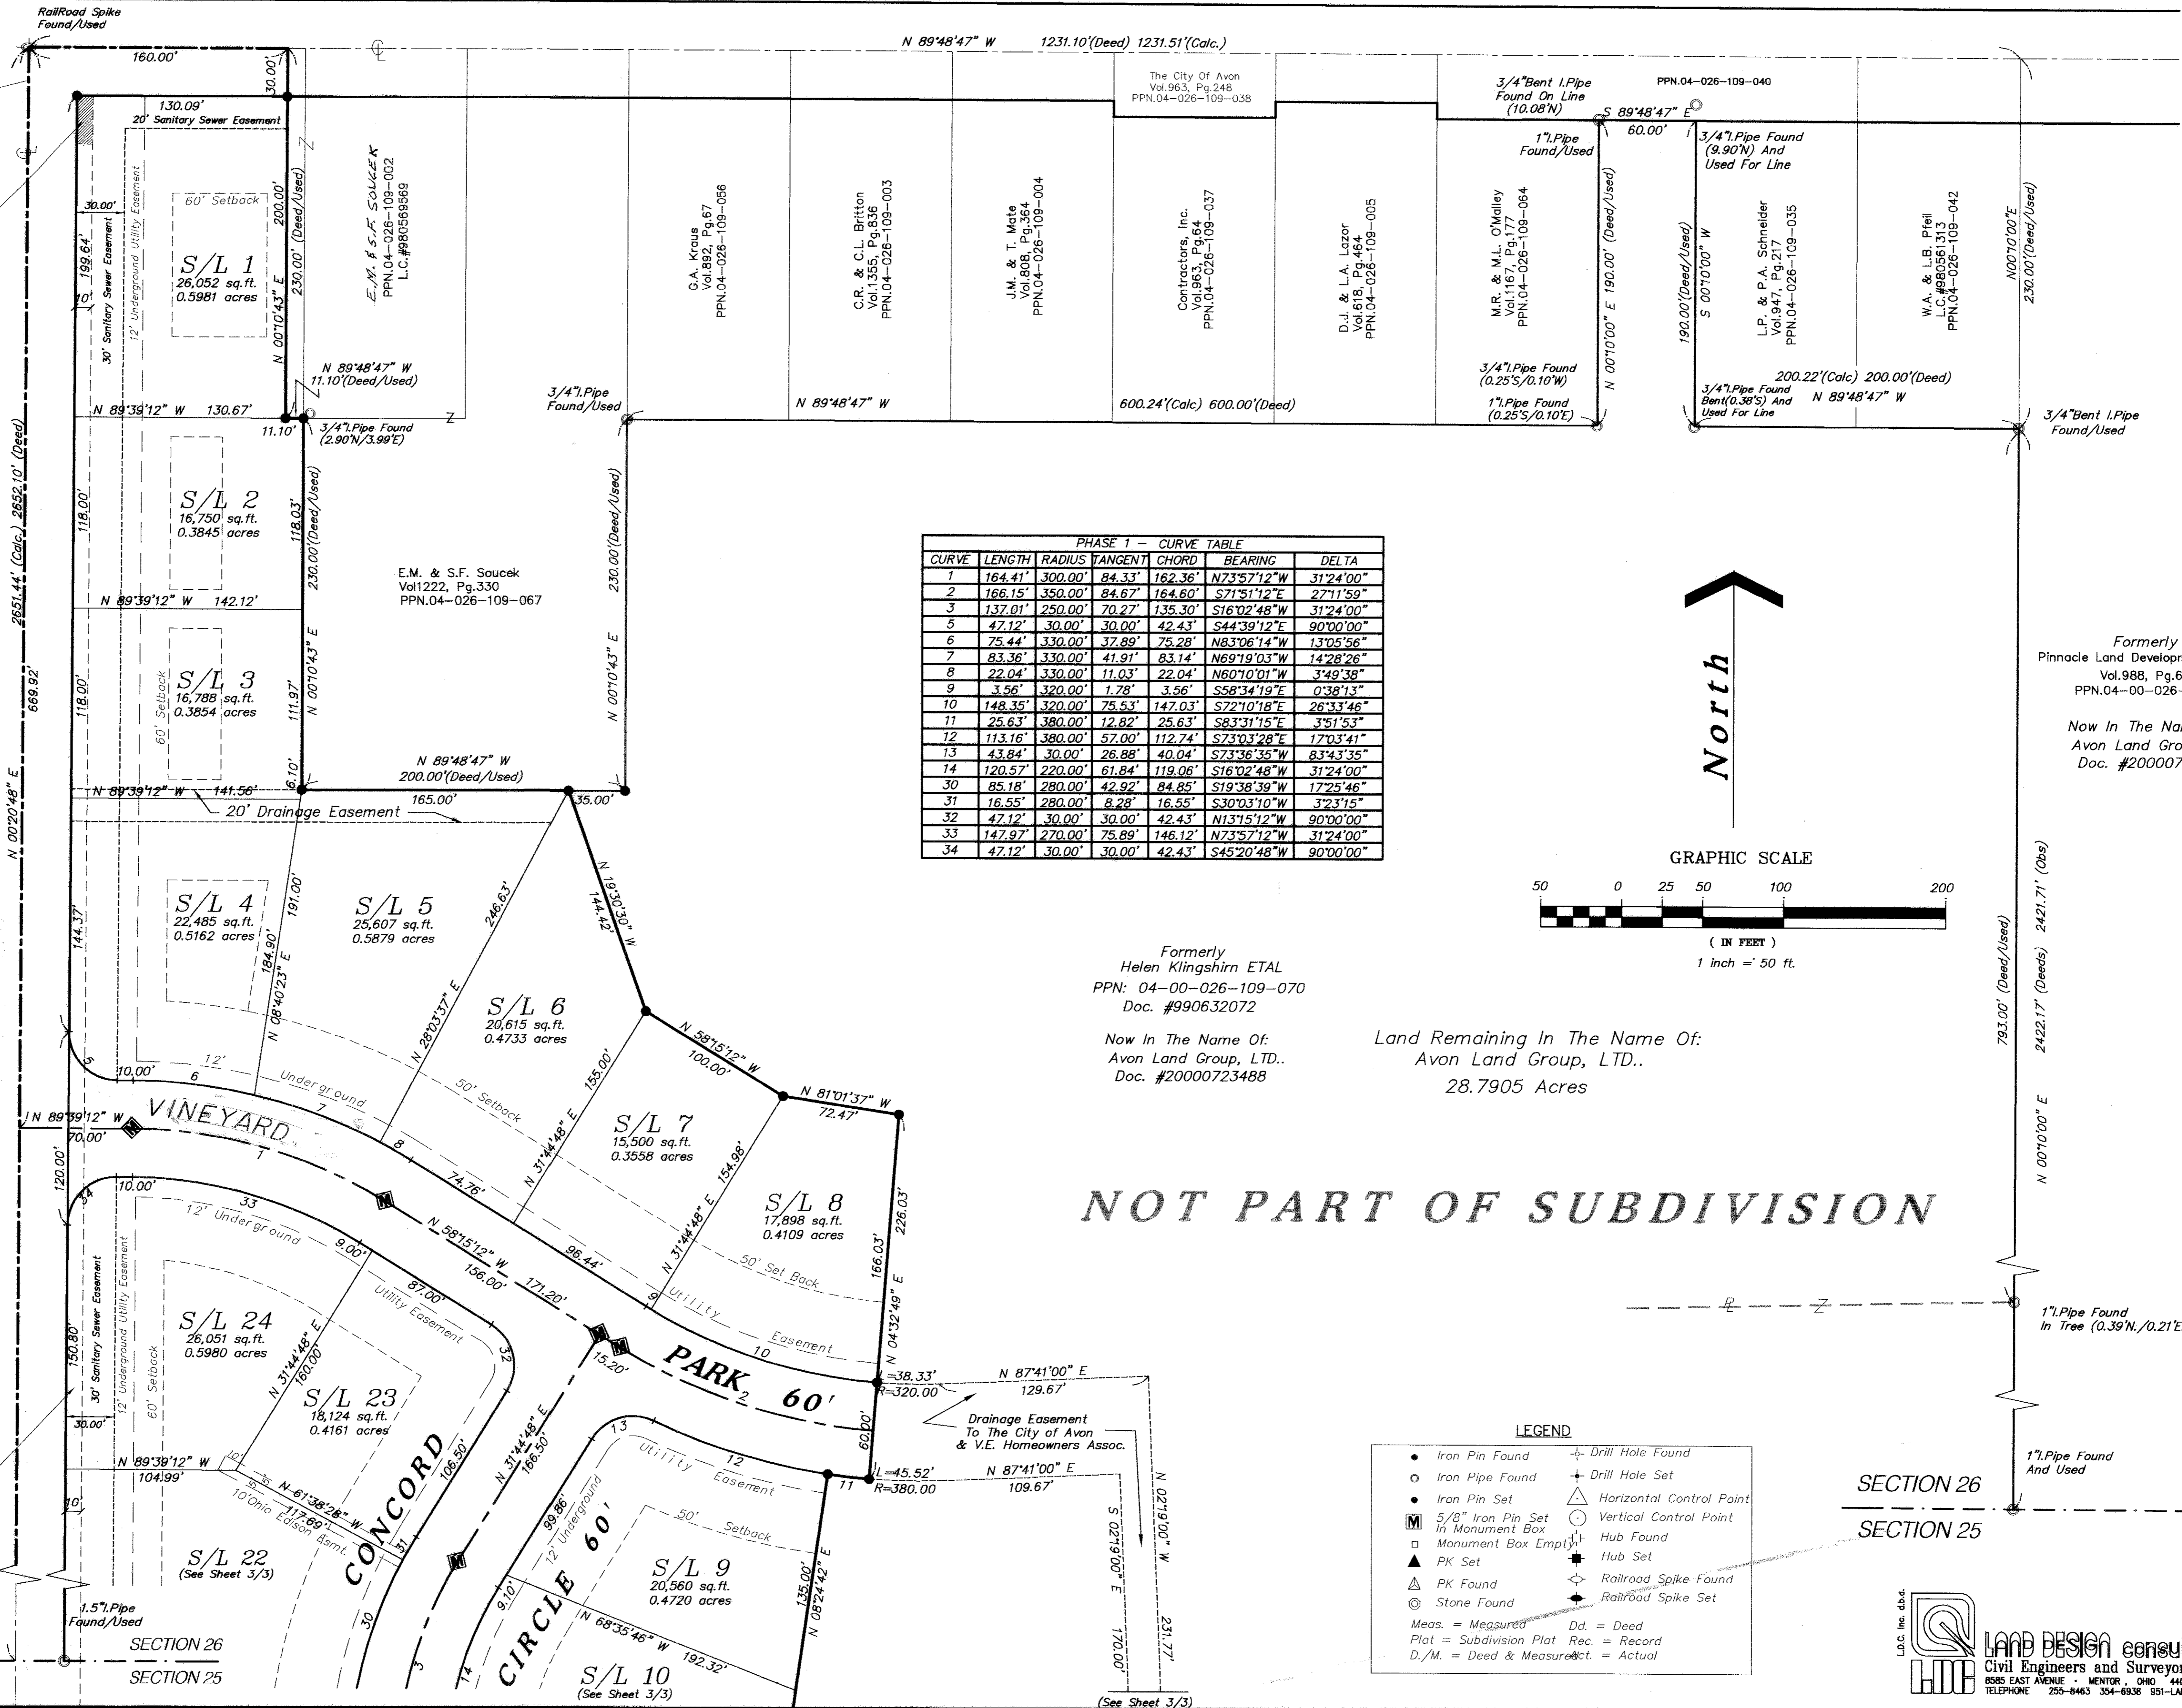 RailRoad Spike
Found/Used
160.00'
30.00'
N 89°48'47" W 1231.10'(Deed) 1231.51'(Calc.)
The City Of Avon
Vol.963, Pg.248
PPN.04-026-109-038
3/4"Bent I.Pipe
Found On Line
(10.08'N)
PPN.04-026-109-040
S 89°48'47" E
60.00'
1"I.Pipe
Found/Used
3/4"I.Pipe Found
(9.90'N) And
Used For Line
130.09'
20' Sanitary Sewer Easement
30.00'
199.64'
10'
30' Sanitary Sewer Easement
12' Underground Utility Easement
60' Setback
S/L 1
26,052 sq.ft.
0.5981 acres
N 00°10'43" E 200.00'
230.00' (Deed/Used)
E.M. & S.F. SOUCEK
PPN.04-026-109-002
L.C.#980569569
G.A. Kraus
Vol.892, Pg.67
PPN.04-026-109-056
C.R. & C.L. Britton
Vol.1355, Pg.836
PPN.04-026-109-003
J.M. & T. Mate
Vol.808, Pg.364
PPN.04-026-109-004
Contractors, Inc.
Vol.963, Pg.64
PPN.04-026-109-037
D.J. & L.A. Lazor
Vol.618, Pg.464
PPN.04-026-109-005
M.R. & M.L. O'Malley
Vol.1167, Pg.177
PPN.04-026-109-064
N 00°10'00" E 190.00' (Deed/Used)
190.00'(Deed/Used)
S 00°10'00" W
L.P. & P.A. Schneider
Vol.947, Pg.217
PPN.04-026-109-035
W.A. & L.B. Pfeil
L.C.#980561313
PPN.04-026-109-042
N00°10'00"E
230.00'(Deed/Used)
N 89°48'47" W
11.10'(Deed/Used)
N 89°39'12" W 130.67'
11.10'
3/4"I.Pipe Found
(2.90'N/3.99'E)
3/4"I.Pipe
Found/Used
N 89°48'47" W
600.24'(Calc) 600.00'(Deed)
3/4"I.Pipe Found
(0.25'S/0.10'W)
1"I.Pipe Found
(0.25'S/0.10'E)
3/4"I.Pipe Found
Bent(0.38'S) And
Used For Line
200.22'(Calc) 200.00'(Deed)
N 89°48'47" W
3/4"Bent I.Pipe
Found/Used
2651.44' (Calc.) 2652.10' (Deed)
669.92'
N 00°20'48" E
118.00'
S/L 2
16,750 sq.ft.
0.3845 acres
118.03'
230.00'(Deed/Used)
230.00'(Deed/Used)
E.M. & S.F. Soucek
Vol1222, Pg.330
PPN.04-026-109-067
N 89°39'12" W 142.12'
118.00'
60' Setback
S/L 3
16,788 sq.ft.
0.3854 acres
111.97'
N 00°10'43" E
N 00°10'43" E
6.10'
N 89°48'47" W
200.00'(Deed/Used)
165.00'
35.00'
N 89°39'12" W 141.56'
20' Drainage Easement
PHASE 1 - CURVE TABLE
CURVE LENGTH RADIUS TANGENT CHORD BEARING DELTA
1 164.41' 300.00' 84.33' 162.36' N73°57'12"W 31°24'00"
2 166.15' 350.00' 84.67' 164.60' S71°51'12"E 27°11'59"
3 137.01' 250.00' 70.27' 135.30' S16°02'48"W 31°24'00"
5 47.12' 30.00' 30.00' 42.43' S44°39'12"E 90°00'00"
6 75.44' 330.00' 37.89' 75.28' N83°06'14"W 13°05'56"
7 83.36' 330.00' 41.91' 83.14' N69°19'03"W 14°28'26"
8 22.04' 330.00' 11.03' 22.04' N60°10'01"W 3°49'38"
9 3.56' 320.00' 1.78' 3.56' S58°34'19"E 0°38'13"
10 148.35' 320.00' 75.53' 147.03' S72°10'18"E 26°33'46"
11 25.63' 380.00' 12.82' 25.63' S83°31'15"E 3°51'53"
12 113.16' 380.00' 57.00' 112.74' S73°03'28"E 17°03'41"
13 43.84' 30.00' 26.88' 40.04' S73°36'35"W 83°43'35"
14 120.57' 220.00' 61.84' 119.06' S16°02'48"W 31°24'00"
30 85.18' 280.00' 42.92' 84.85' S19°38'39"W 17°25'46"
31 16.55' 280.00' 8.28' 16.55' S30°03'10"W 3°23'15"
32 47.12' 30.00' 30.00' 42.43' N13°15'12"W 90°00'00"
33 147.97' 270.00' 75.89' 146.12' N73°57'12"W 31°24'00"
34 47.12' 30.00' 30.00' 42.43' S45°20'48"W 90°00'00"
North
GRAPHIC SCALE
50 0 25 50 100 200
( IN FEET )
1 inch = 50 ft.
Formerly
Pinnacle Land Developm
Vol.988, Pg.6
PPN.04-00-026-
Now In The Na
Avon Land Gro
Doc. #200007
793.00' (Deed/Used)
2422.17' (Deeds) 2421.71' (Obs)
N 00°10'00" E
144.37'
S/L 4
22,485 sq.ft.
0.5162 acres
191.00'
184.90'
N 08°40'23" E
S/L 5
25,607 sq.ft.
0.5879 acres
246.63'
N 28°03'37" E
N 19°30'30" W
144.42'
S/L 6
20,615 sq.ft.
0.4733 acres
155.00'
N 31°44'48" E
N 58°15'12" W
100.00'
N 81°01'37" W
72.47'
S/L 7
15,500 sq.ft.
0.3558 acres
154.98'
N 31°44'48" E
S/L 8
17,898 sq.ft.
0.4109 acres
226.03'
166.03'
N 04°32'49" E
Formerly
Helen Klingshirn ETAL
PPN: 04-00-026-109-070
Doc. #990632072
Now In The Name Of:
Avon Land Group, LTD..
Doc. #20000723488
Land Remaining In The Name Of:
Avon Land Group, LTD..
28.7905 Acres
NOT PART OF SUBDIVISION
5
10.00'
6
12'
Underground
7
50' Setback
8
74.76'
96.44'
9
Utility
50' Set Back
Easement
10
N 89°39'12" W
70.00'
VINEYARD
1
120.00'
34
10.00'
33
12' Underground
9.00'
N 58°15'12" W
156.00'
171.20'
87.00'
Utility Easement
32
15.20'
PARK 60'
2
L=38.33'
R=320.00
60.00'
L=45.52'
R=380.00
N 87°41'00" E
129.67'
Drainage Easement
To The City of Avon
& V.E. Homeowners Assoc.
N 87°41'00" E
109.67'
S 02°19'00" E
170.00'
N 02°19'00" W
231.77'
(See Sheet 3/3)
150.80'
30' Sanitary Sewer Easement
12' Underground Utility Easement
60' Setback
30.00'
10'
S/L 24
26,051 sq.ft.
0.5980 acres
N 31°44'48" E
160.00'
S/L 23
18,124 sq.ft.
0.4161 acres
106.50'
N 31°44'48" E
166.50'
N 89°39'12" W
104.99'
10'
N 61°38'28" W
117.69'
10'Ohio Edison Esmt.
31
S/L 22
(See Sheet 3/3)
CONCORD
CIRCLE 60'
30
3
14
13
12
11
Utility Easement
99.86'
12' Underground
9.10'
50' Setback
S/L 9
20,560 sq.ft.
0.4720 acres
135.00'
N 08°24'42" E
N 68°35'46" W
192.32'
S/L 10
(See Sheet 3/3)
1.5"I.Pipe
Found/Used
SECTION 26
SECTION 25
1"I.Pipe Found
In Tree (0.39'N./0.21'E
1"I.Pipe Found
And Used
SECTION 26
SECTION 25
LEGEND
Iron Pin Found
Iron Pipe Found
Iron Pin Set
M 5/8" Iron Pin Set
In Monument Box
Monument Box Empty
PK Set
PK Found
Stone Found
Drill Hole Found
Drill Hole Set
Horizontal Control Point
Vertical Control Point
Hub Found
Hub Set
Railroad Spike Found
Railroad Spike Set
Meas. = Measured Dd. = Deed
Plat = Subdivision Plat Rec. = Record
D./M. = Deed & Measured Act. = Actual
L.D.C. Inc. d.b.a.
LAND DESIGN consu
Civil Engineers and Surveyor
8585 EAST AVENUE · MENTOR, OHIO 44
TELEPHONE 255-8463 354-6938 951-LA